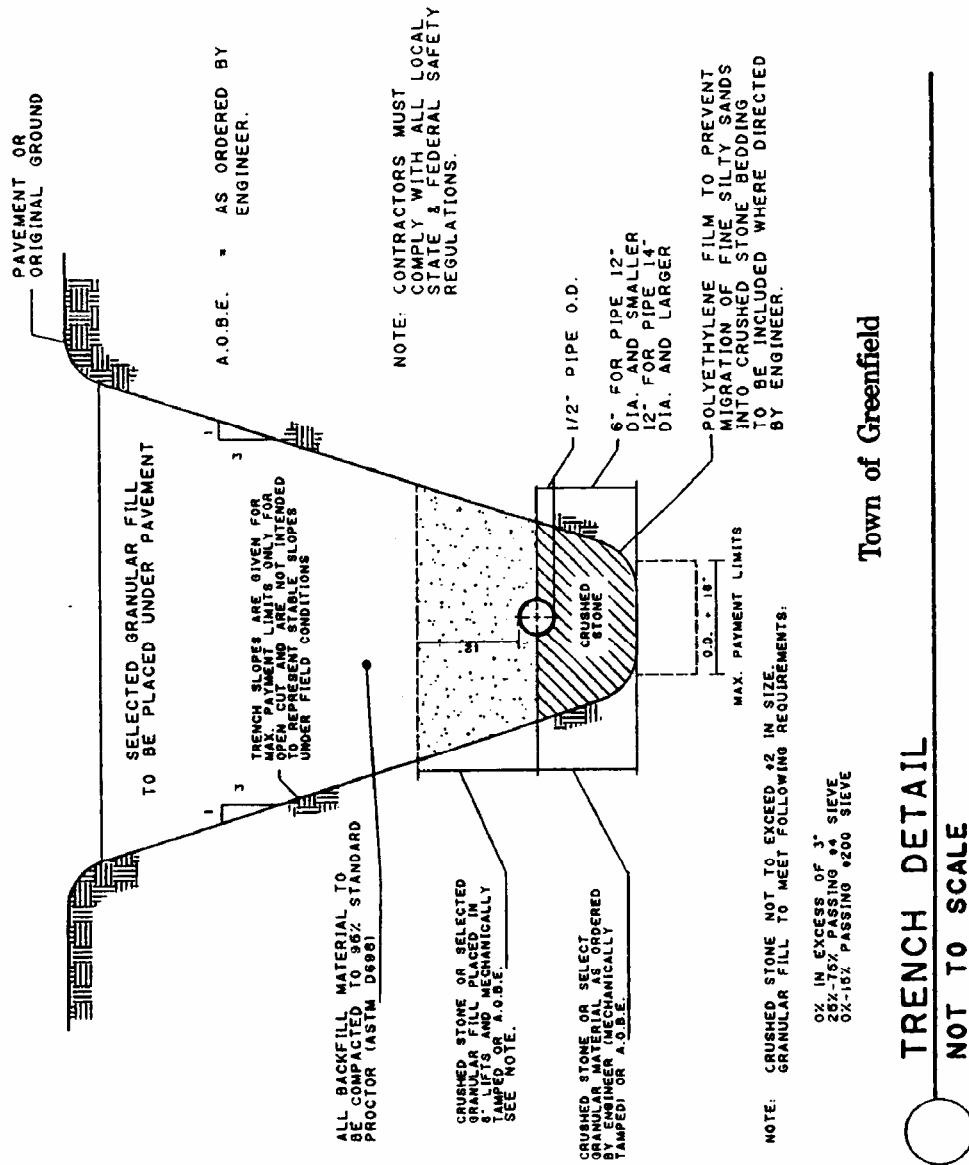 PAVEMENT OR
ORIGINAL GROUND
SELECTED GRANULAR FILL
TO BE PLACED UNDER PAVEMENT
A.O.B.E. = AS ORDERED BY
ENGINEER.
1
3
1
3
TRENCH SLOPES ARE GIVEN FOR
MAX. PAYMENT LIMITS ONLY FOR
OPEN CUT AND ARE NOT INTENDED
TO REPRESENT STABLE SLOPES
UNDER FIELD CONDITIONS
ALL BACKFILL MATERIAL TO
BE COMPACTED TO 95% STANDARD
PROCTOR (ASTM D698)
NOTE: CONTRACTORS MUST
COMPLY WITH ALL LOCAL,
STATE & FEDERAL SAFETY
REGULATIONS.
CRUSHED STONE OR SELECTED
GRANULAR FILL PLACED IN
8" LIFTS AND MECHANICALLY
TAMPED OR A.O.B.E.
SEE NOTE.
1/2" PIPE O.D.
6" FOR PIPE 12"
DIA. AND SMALLER
12" FOR PIPE 14"
DIA. AND LARGER
CRUSHED
STONE
CRUSHED STONE OR SELECT
GRANULAR MATERIAL AS ORDERED
BY ENGINEER (MECHANICALLY
TAMPED) OR A.O.B.E.
POLYETHYLENE FILM TO PREVENT
MIGRATION OF FINE SILTY SANDS
INTO CRUSHED STONE BEDDING
TO BE INCLUDED WHERE DIRECTED
BY ENGINEER.
O.D. + 18"
MAX. PAYMENT LIMITS
NOTE: CRUSHED STONE NOT TO EXCEED #2 IN SIZE.
GRANULAR FILL TO MEET FOLLOWING REQUIREMENTS:
0% IN EXCESS OF 3"
25%-75% PASSING #4 SIEVE
0%-15% PASSING #200 SIEVE
Town of Greenfield
TRENCH DETAIL
NOT TO SCALE